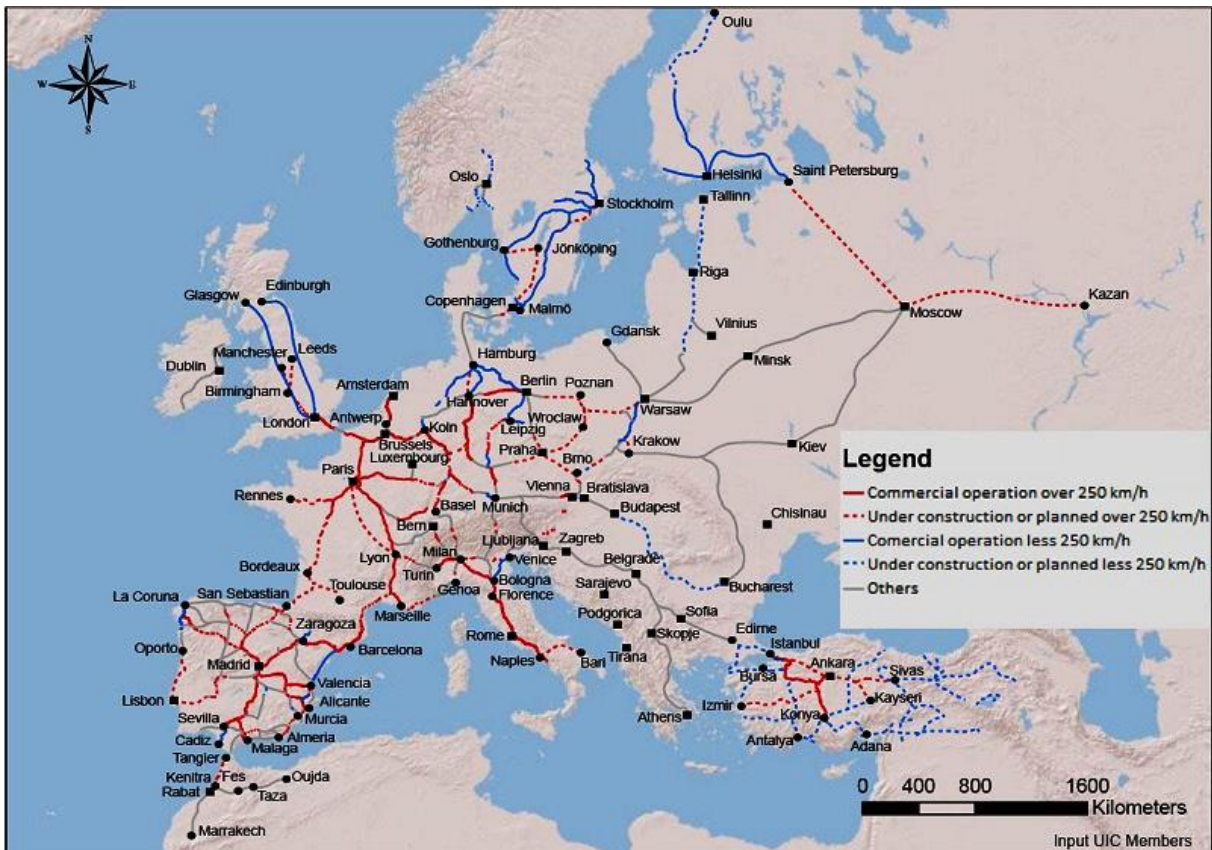 N
W
E
S
Oulu
Oslo
Helsinki
Saint Petersburg
Tallinn
Stockholm
Gothenburg
Jönköping
Riga
Glasgow
Edinburgh
Copenhagen
Malmö
Moscow
Kazan
Vilnius
Gdansk
Manchester
Leeds
Dublin
Hamburg
Minsk
Birmingham
Amsterdam
Berlin
Poznan
Hannover
Warsaw
London
Antwerp
Koln
Leipzig
Wroclaw
Brussels
Luxembourg
Praha
Krakow
Kiev
Paris
Brno
Rennes
Vienna
Bratislava
Basel
Munich
Budapest
Bern
Chisinau
Lyon
Milan
Ljubljana
Zagreb
Turin
Venice
Belgrade
Bordeaux
Toulouse
Genoa
Bologna
Sarajevo
Bucharest
La Coruna
San Sebastian
Florence
Marseille
Podgorica
Sofia
Zaragoza
Skopje
Edirne
Oporto
Barcelona
Rome
Istanbul
Madrid
Naples
Bari
Tirana
Ankara
Sivas
Bursa
Valencia
Kayseri
Lisbon
Alicante
Izmir
Sevilla
Murcia
Athens
Konya
Cadiz
Malaga
Almeria
Antalya
Adana
Tangier
Kenitra
Fes
Oujda
Rabat
Taza
Marrakech
Legend
Commercial operation over 250 km/h
Under construction or planned over 250 km/h
Comercial operation less 250 km/h
Under construction or planned less 250 km/h
Others
0 400 800 1600
Kilometers
Input UIC Members